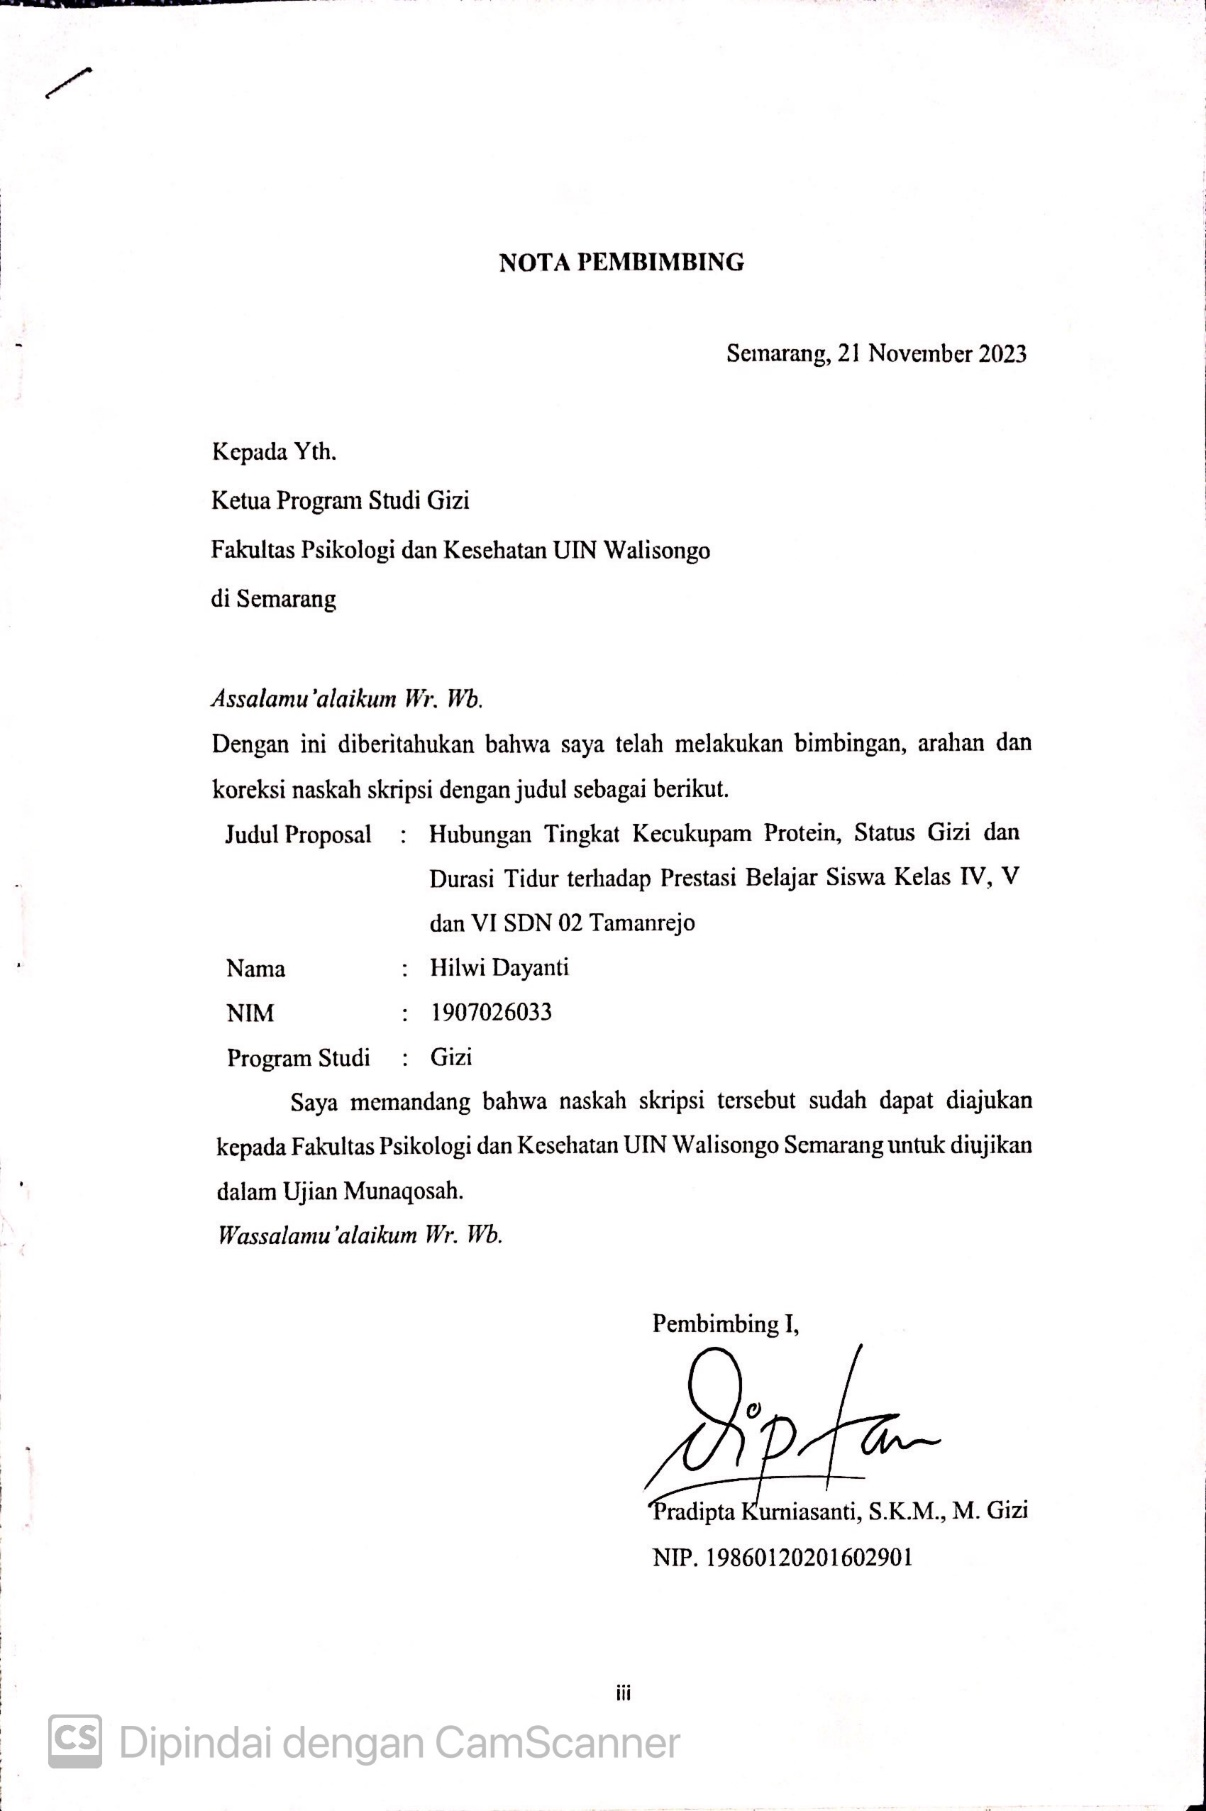 NOTA PEMBIMBING
Semarang, 21 November 2023
Kepada Yth.
Ketua Program Studi Gizi
Fakultas Psikologi dan Kesehatan UIN Walisongo
di Semarang
Assalamu'alaikum Wr. Wb.
Dengan ini diberitahukan bahwa saya telah melakukan bimbingan, arahan dan
koreksi naskah skripsi dengan judul sebagai berikut.
Judul Proposal : Hubungan Tingkat Kecukupam Protein, Status Gizi dan
Durasi Tidur terhadap Prestasi Belajar Siswa Kelas IV, V
dan VI SDN 02 Tamanrejo
Nama : Hilwi Dayanti
NIM : 1907026033
Program Studi : Gizi
Saya memandang bahwa naskah skripsi tersebut sudah dapat diajukan
kepada Fakultas Psikologi dan Kesehatan UIN Walisongo Semarang untuk diujikan
dalam Ujian Munaqosah.
Wassalamu'alaikum Wr. Wb.
Pembimbing I,
Diptan
Pradipta Kurniasanti, S.K.M., M. Gizi
NIP. 19860120201602901
iii
CS Dipindai dengan CamScanner